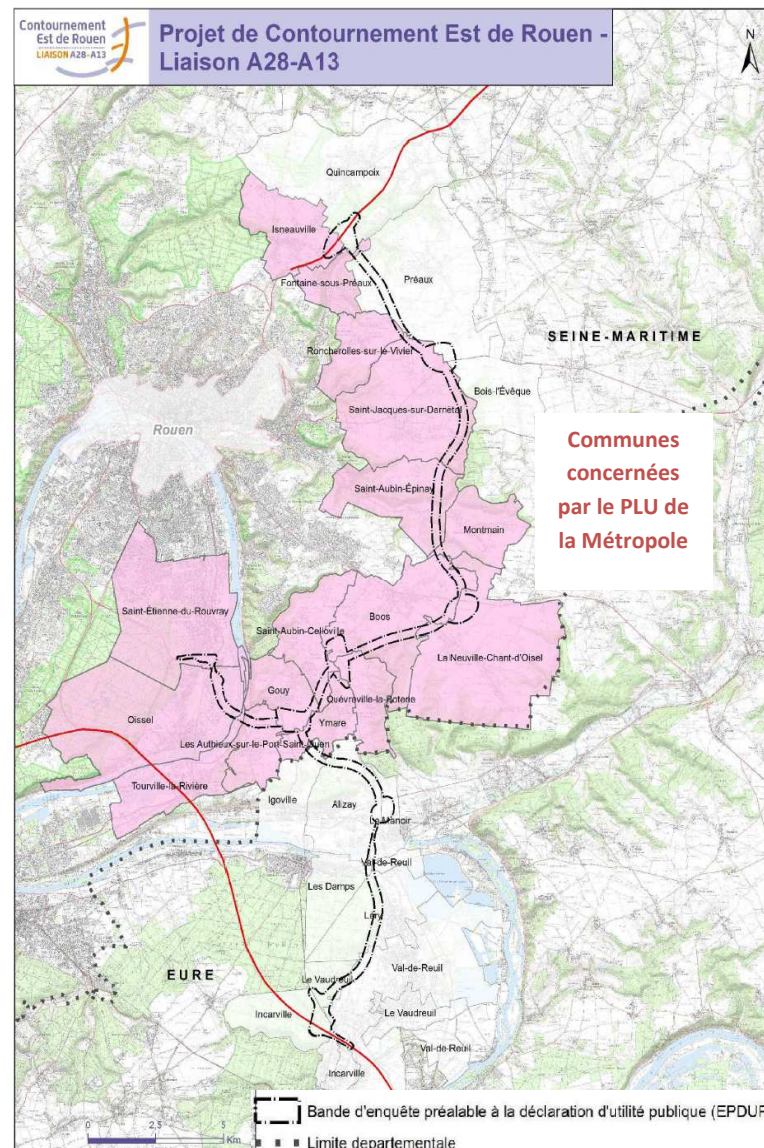 Contournement
Est de Rouen
LIAISON A28-A13
Projet de Contournement Est de Rouen -
Liaison A28-A13
N
Quincampoix
Isneauville
Préaux
Fontaine-sous-Préaux
SEINE-MARITIME
Roncherolles-sur-le-Vivier
Bois-l'Évêque
Saint-Jacques-sur-Darnétal
Rouen
Communes
concernées
par le PLU de
la Métropole
Saint-Aubin-Épinay
Montmain
Saint-Étienne-du-Rouvray
Boos
Saint-Aubin-Celloville
La Neuville-Chant-d'Oisel
Gouy
Quévreville-la-Poterie
Oissel
Ymare
Les Authieux-sur-le-Port-Saint-Ouen
Tourville-la-Rivière
Igoville
Alizay
Le Manoir
Val-de-Reuil
Les Damps
Léry
Val-de-Reuil
EURE
Le Vaudreuil
Incarville
Le Vaudreuil
Val-de-Reuil
Incarville
Bande d'enquête préalable à la déclaration d'utilité publique (EPDUP
0 2,5 5
Km
Limite departementale